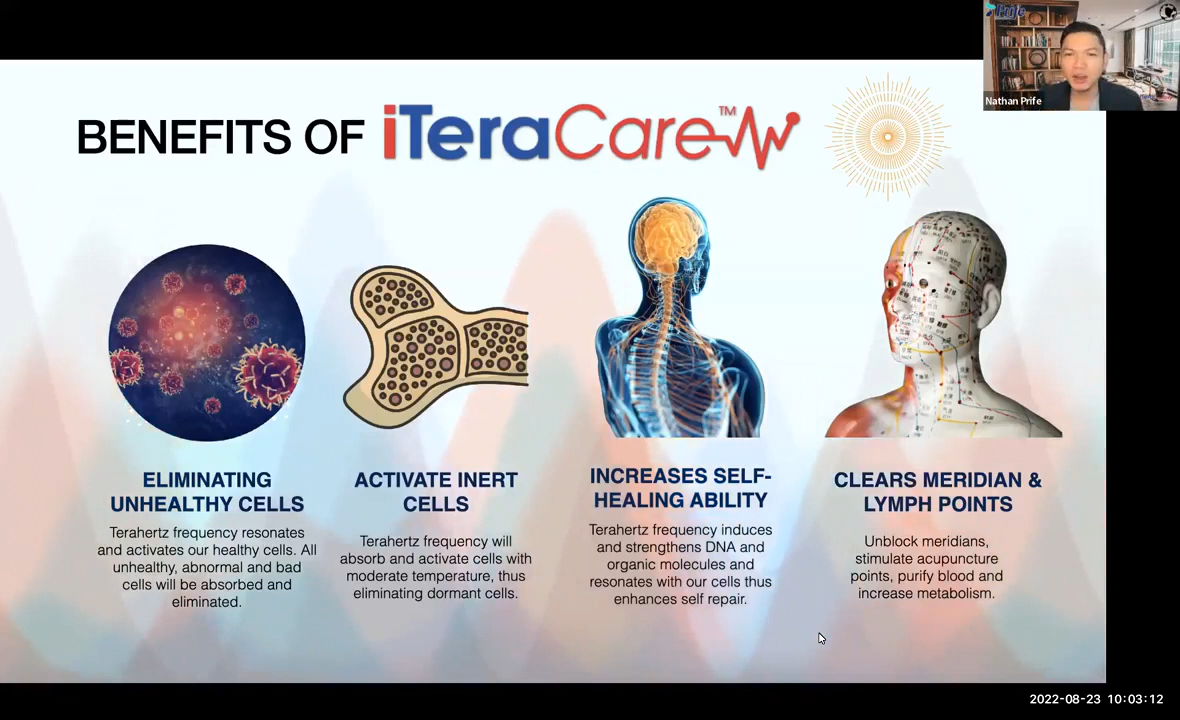 Prife
Nathan Prife
BENEFITS OF iTeraCare™
ELIMINATING
UNHEALTHY CELLS
Terahertz frequency resonates
and activates our healthy cells. All
unhealthy, abnormal and bad
cells will be absorbed and
eliminated.
ACTIVATE INERT
CELLS
Terahertz frequency will
absorb and activate cells with
moderate temperature, thus
eliminating dormant cells.
INCREASES SELF-
HEALING ABILITY
Terahertz frequency induces
and strengthens DNA and
organic molecules and
resonates with our cells thus
enhances self repair.
CLEARS MERIDIAN &
LYMPH POINTS
Unblock meridians,
stimulate acupuncture
points, purify blood and
increase metabolism.
2022-08-23 10:03:12